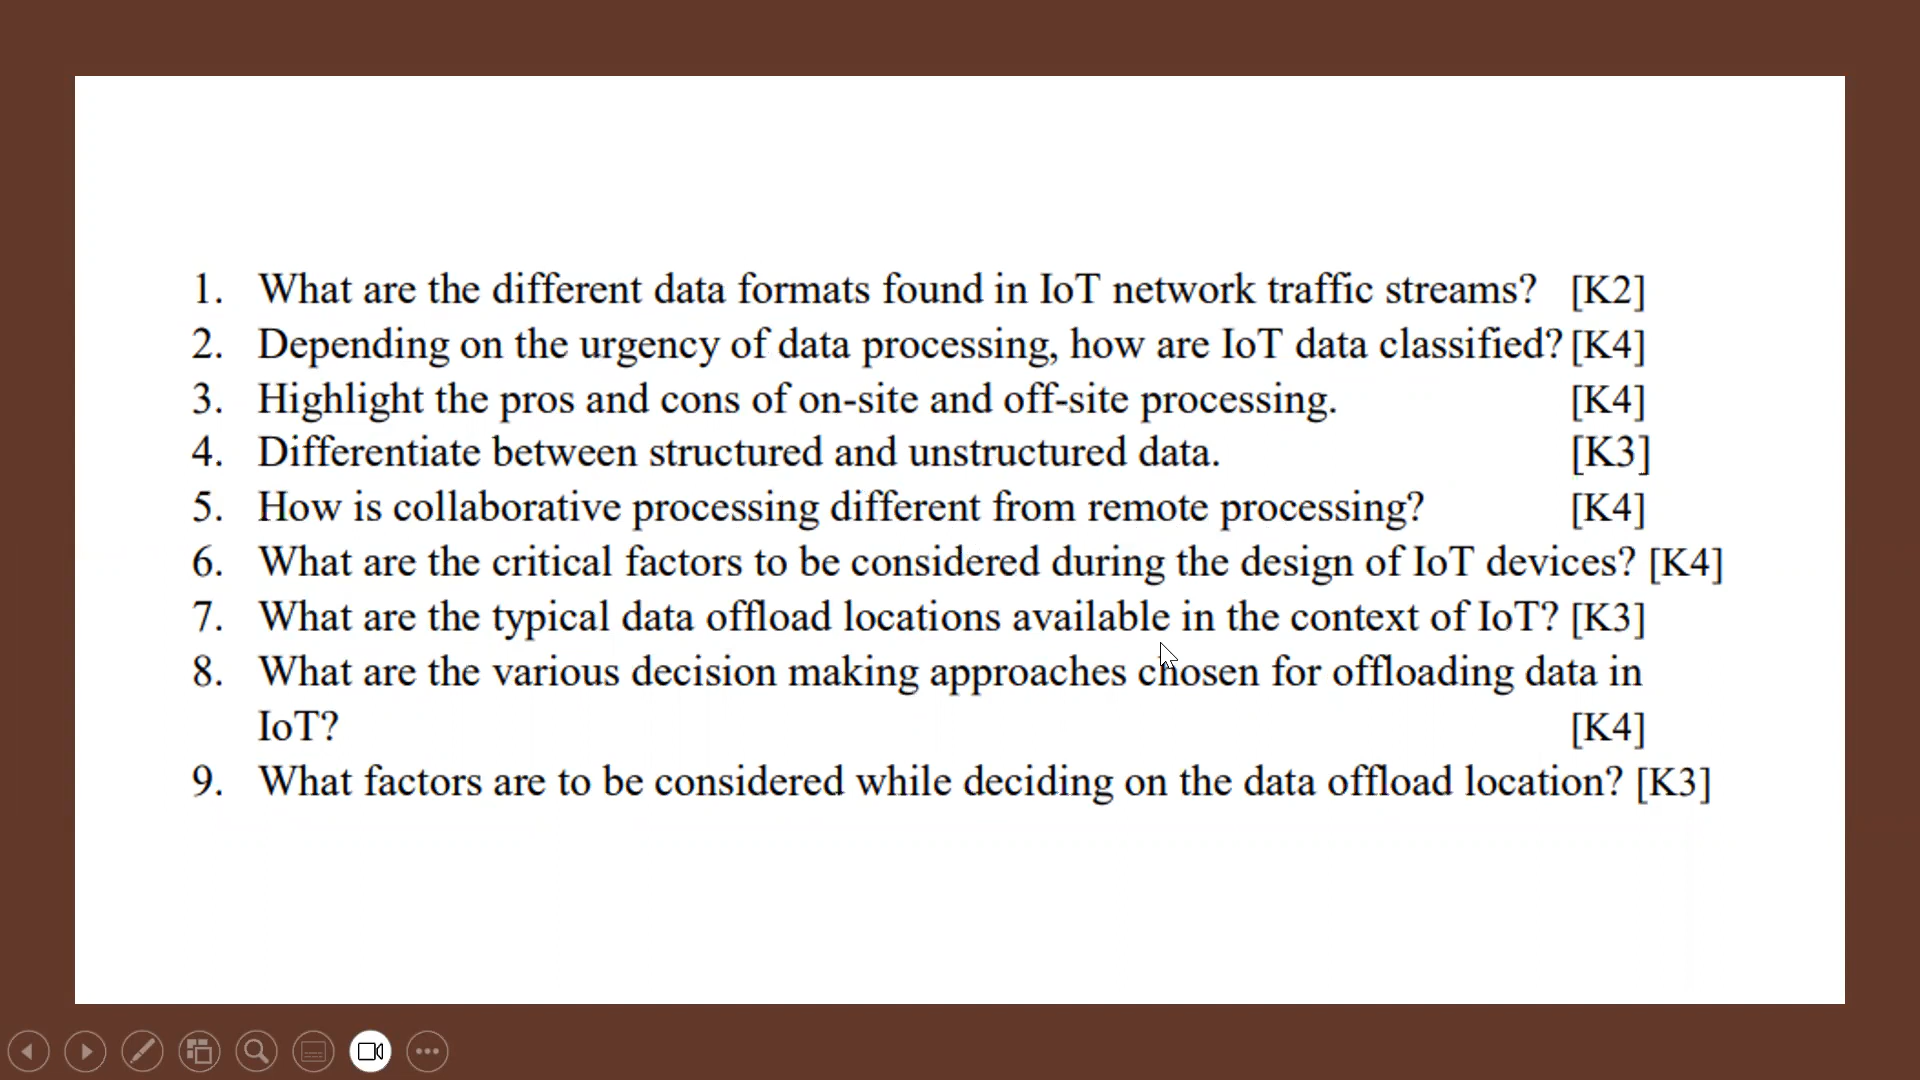 1. What are the different data formats found in IoT network traffic streams? [K2]
2. Depending on the urgency of data processing, how are IoT data classified? [K4]
3. Highlight the pros and cons of on-site and off-site processing. [K4]
4. Differentiate between structured and unstructured data. [K3]
5. How is collaborative processing different from remote processing? [K4]
6. What are the critical factors to be considered during the design of IoT devices? [K4]
7. What are the typical data offload locations available in the context of IoT? [K3]
8. What are the various decision making approaches chosen for offloading data in
IoT? [K4]
9. What factors are to be considered while deciding on the data offload location? [K3]